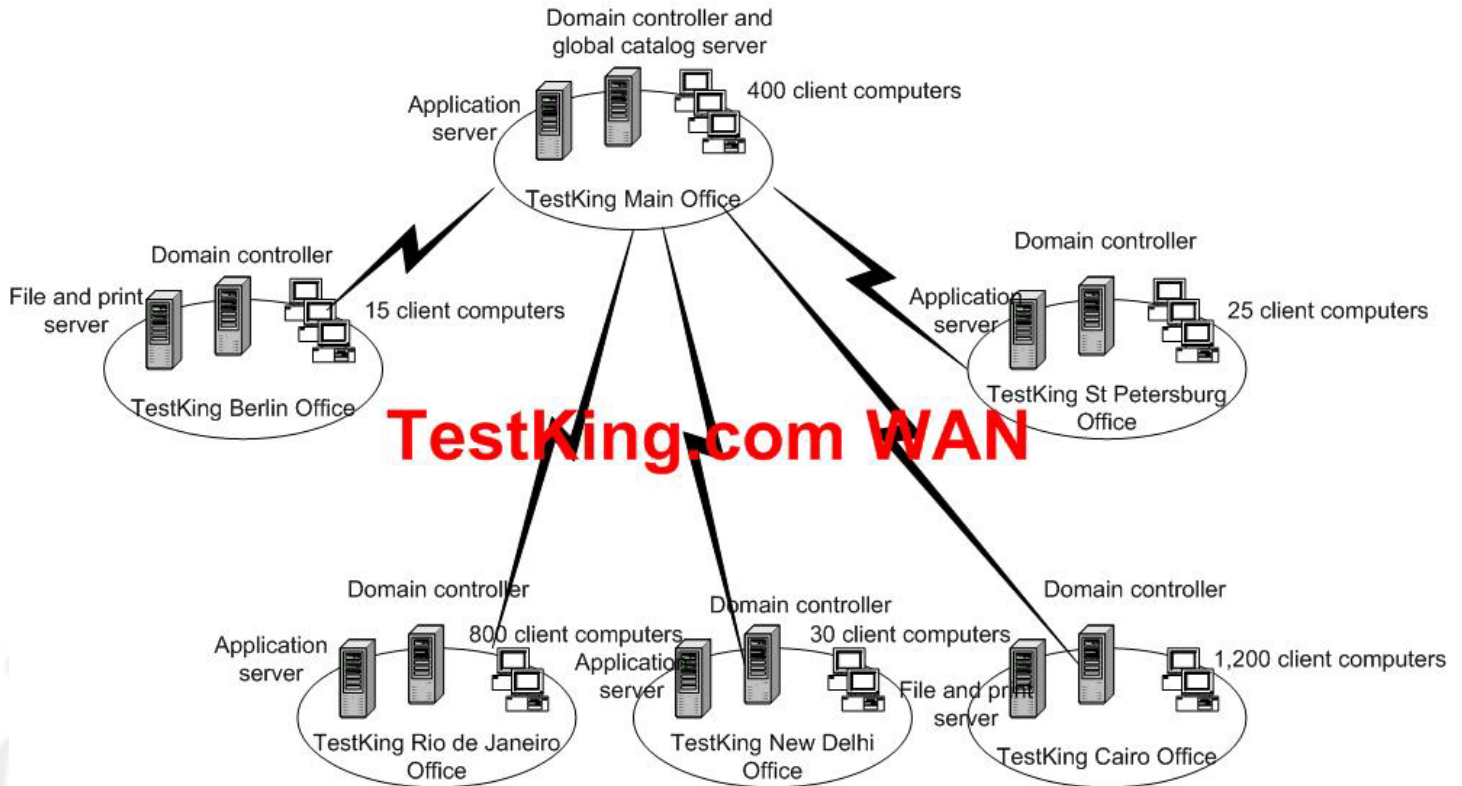 Domain controller and
global catalog server
Application
server
400 client computers
TestKing Main Office
Domain controller
File and print
server
15 client computers
TestKing Berlin Office
Domain controller
Application
server
25 client computers
TestKing St Petersburg
Office
TestKing.com WAN
Domain controller
Application
server
800 client computers
TestKing Rio de Janeiro
Office
Domain controller
Application
server
30 client computers
TestKing New Delhi
Office
Domain controller
File and print
server
1,200 client computers
TestKing Cairo Office